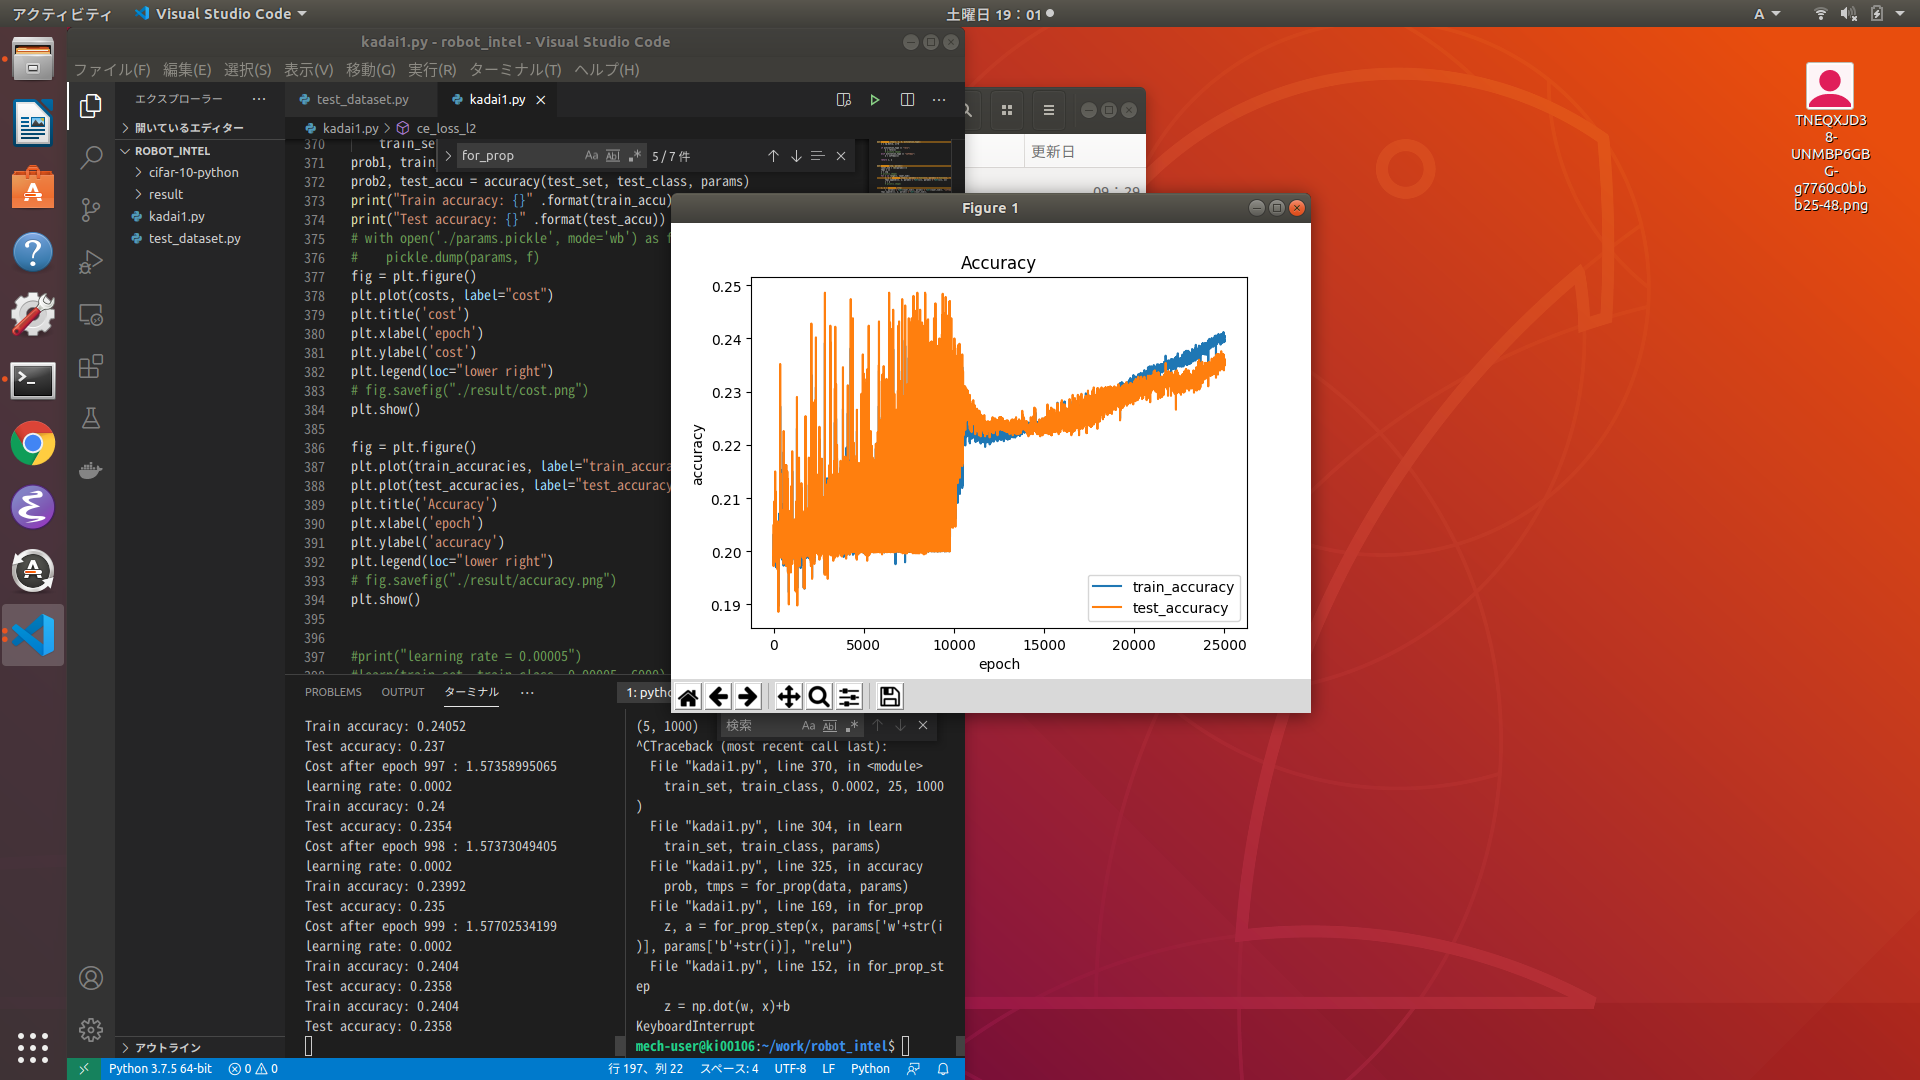 アクティビティ
Visual Studio Code
土曜日 19：01
A
kadai1.py - robot_intel - Visual Studio Code
ファイル(F) 編集(E) 選択(S) 表示(V) 移動(G) 実行(R) ターミナル(T) ヘルプ(H)
エクスプローラー
開いているエディター
ROBOT_INTEL
cifar-10-python
result
kadai1.py
test_dataset.py
アウトライン
test_dataset.py
kadai1.py
kadai1.py > ce_loss_l2
for_prop
Aa Abl .*
5 / 7 件
370 train_se
371 prob1, train
372 prob2, test_accu = accuracy(test_set, test_class, params)
373 print("Train accuracy: {}" .format(train_accu)
374 print("Test accuracy: {}" .format(test_accu))
375 # with open('./params.pickle', mode='wb') as f
376 #    pickle.dump(params, f)
377 fig = plt.figure()
378 plt.plot(costs, label="cost")
379 plt.title('cost')
380 plt.xlabel('epoch')
381 plt.ylabel('cost')
382 plt.legend(loc="lower right")
383 # fig.savefig("./result/cost.png")
384 plt.show()
385
386 fig = plt.figure()
387 plt.plot(train_accuracies, label="train_accura
388 plt.plot(test_accuracies, label="test_accuracy
389 plt.title('Accuracy')
390 plt.xlabel('epoch')
391 plt.ylabel('accuracy')
392 plt.legend(loc="lower right")
393 # fig.savefig("./result/accuracy.png")
394 plt.show()
395
396
397 #print("learning rate = 0.00005")
更新日
09：29
Figure 1
Accuracy
accuracy
0.25
0.24
0.23
0.22
0.21
0.20
0.19
0 5000 10000 15000 20000 25000
epoch
train_accuracy
test_accuracy
PROBLEMS OUTPUT ターミナル
1: pytho
Train accuracy: 0.24052
Test accuracy: 0.237
Cost after epoch 997 : 1.57358995065
learning rate: 0.0002
Train accuracy: 0.24
Test accuracy: 0.2354
Cost after epoch 998 : 1.57373049405
learning rate: 0.0002
Train accuracy: 0.23992
Test accuracy: 0.235
Cost after epoch 999 : 1.57702534199
learning rate: 0.0002
Train accuracy: 0.2404
Test accuracy: 0.2358
Train accuracy: 0.2404
Test accuracy: 0.2358
検索
Aa Abl .*
(5, 1000)
^CTraceback (most recent call last):
File "kadai1.py", line 370, in <module>
train_set, train_class, 0.0002, 25, 1000
)
File "kadai1.py", line 304, in learn
train_set, train_class, params)
File "kadai1.py", line 325, in accuracy
prob, tmps = for_prop(data, params)
File "kadai1.py", line 169, in for_prop
z, a = for_prop_step(x, params['w'+str(i
)], params['b'+str(i)], "relu")
File "kadai1.py", line 152, in for_prop_st
ep
z = np.dot(w, x)+b
KeyboardInterrupt
mech-user@ki00106:~/work/robot_intel$
Python 3.7.5 64-bit
0 0
行 197、列 22 スペース: 4 UTF-8 LF Python
TNEQXJD3
8-
UNMBP6GB
G-
g7760c0bb
b25-48.png